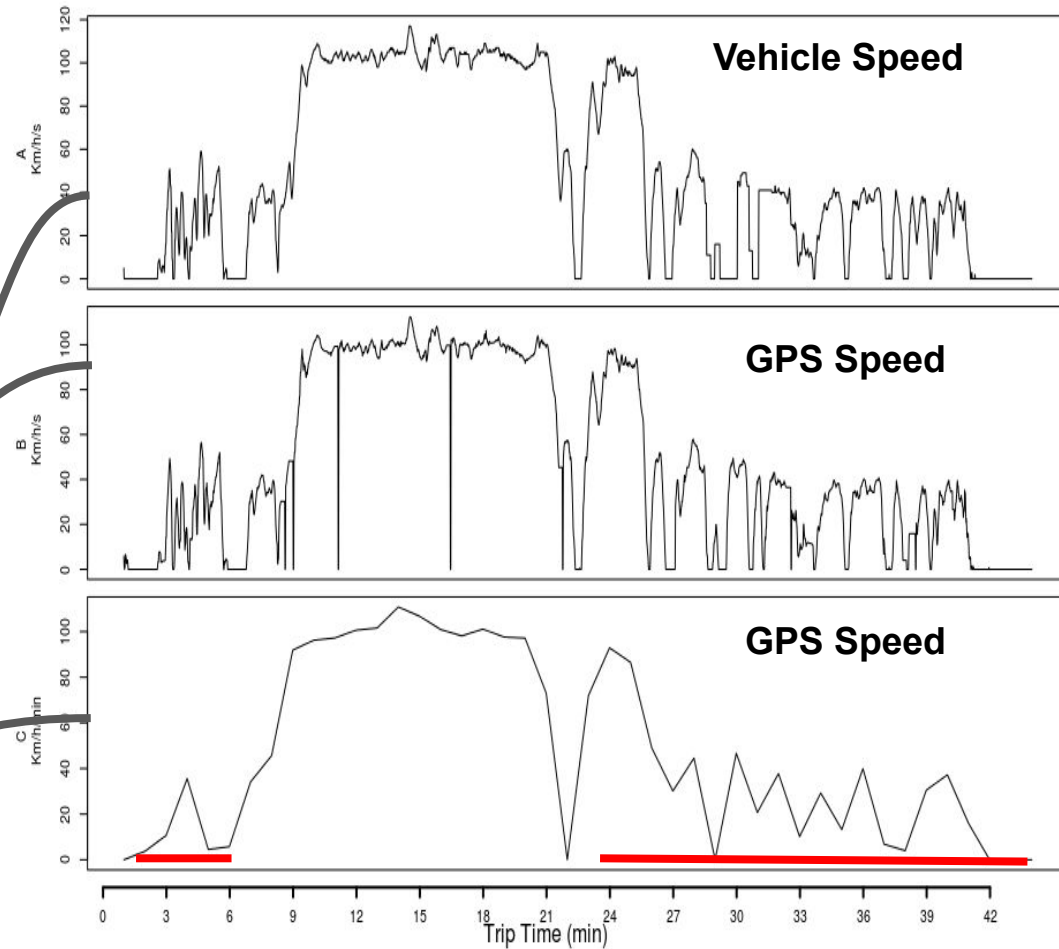 Vehicle Speed
A
Km/h/s
0 20 40 60 80 100 120
GPS Speed
B
Km/h/s
0 20 40 60 80 100
GPS Speed
C
Km/h/min
0 20 40 60 80 100
0 3 6 9 12 15 18 21 24 27 30 33 36 39 42
Trip Time (min)